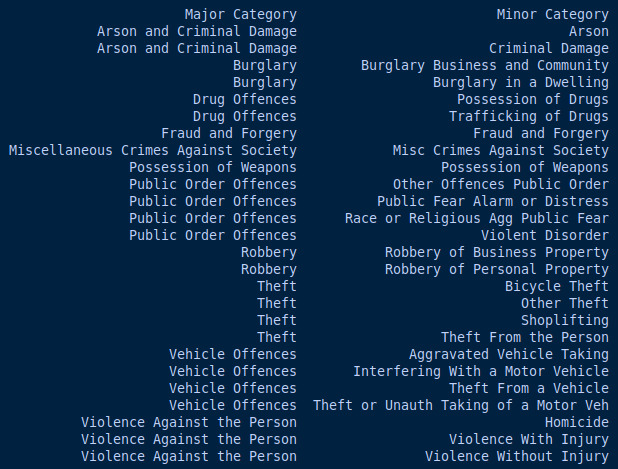 Major Category Minor Category
Arson and Criminal Damage Arson
Arson and Criminal Damage Criminal Damage
Burglary Burglary Business and Community
Burglary Burglary in a Dwelling
Drug Offences Possession of Drugs
Drug Offences Trafficking of Drugs
Fraud and Forgery Fraud and Forgery
Miscellaneous Crimes Against Society Misc Crimes Against Society
Possession of Weapons Possession of Weapons
Public Order Offences Other Offences Public Order
Public Order Offences Public Fear Alarm or Distress
Public Order Offences Race or Religious Agg Public Fear
Public Order Offences Violent Disorder
Robbery Robbery of Business Property
Robbery Robbery of Personal Property
Theft Bicycle Theft
Theft Other Theft
Theft Shoplifting
Theft Theft From the Person
Vehicle Offences Aggravated Vehicle Taking
Vehicle Offences Interfering With a Motor Vehicle
Vehicle Offences Theft From a Vehicle
Vehicle Offences Theft or Unauth Taking of a Motor Veh
Violence Against the Person Homicide
Violence Against the Person Violence With Injury
Violence Against the Person Violence Without Injury